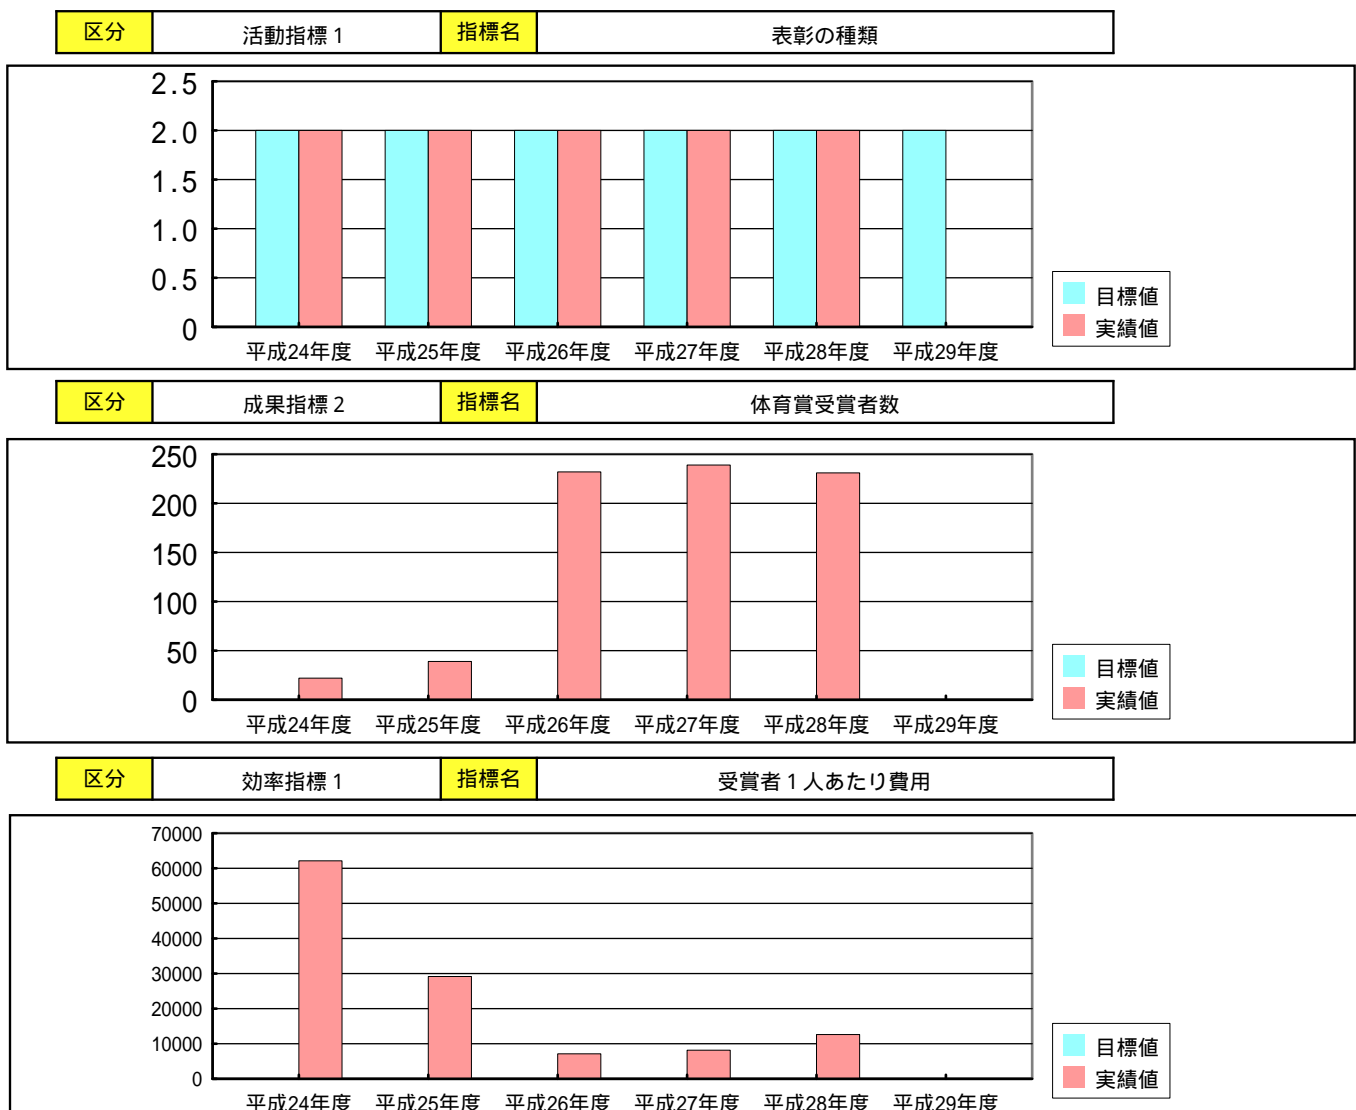 区分 活動指標1 指標名 表彰の種類
2.5
2.0
1.5
1.0
0.5
0
平成24年度 平成25年度 平成26年度 平成27年度 平成28年度 平成29年度
目標値
実績値
区分 成果指標2 指標名 体育賞受賞者数
250
200
150
100
50
0
平成24年度 平成25年度 平成26年度 平成27年度 平成28年度 平成29年度
目標値
実績値
区分 効率指標1 指標名 受賞者1人あたり費用
70000
60000
50000
40000
30000
20000
10000
0
平成24年度 平成25年度 平成26年度 平成27年度 平成28年度 平成29年度
目標値
実績値